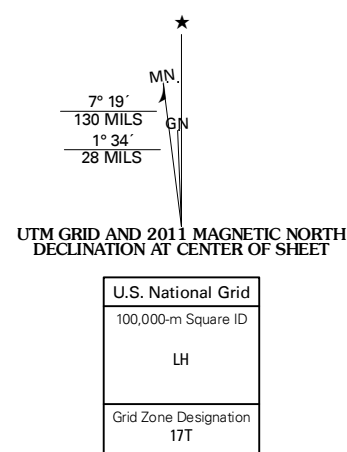 ★
MN
7° 19´
130 MILS
GN
1° 34´
28 MILS
UTM GRID AND 2011 MAGNETIC NORTH
DECLINATION AT CENTER OF SHEET
U.S. National Grid
100,000-m Square ID
LH
Grid Zone Designation
17T